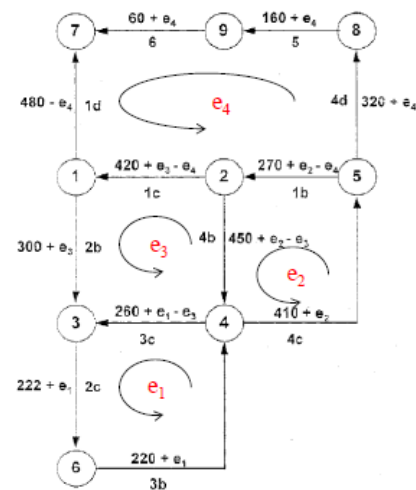 7 60 + e₄ 9 160 + e₄ 8
6 5
480 - e₄ 1d e₄ 4d 320 + e₄
1 420 + e₃ - e₄ 2 270 + e₂ - e₄ 5
1c 1b
300 + e₃ 2b e₃ 4b 450 + e₂ - e₃
e₂
3 260 + e₁ - e₃ 4 410 + e₂
3c 4c
222 + e₁ 2c e₁
6 220 + e₁
3b